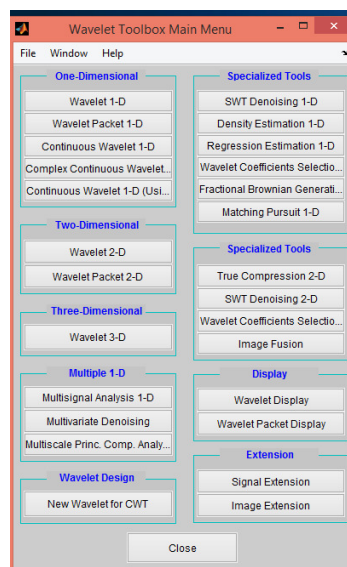 Wavelet Toolbox Main Menu
File Window Help
One-Dimensional
Wavelet 1-D
Wavelet Packet 1-D
Continuous Wavelet 1-D
Complex Continuous Wavelet...
Continuous Wavelet 1-D (Usi...
Two-Dimensional
Wavelet 2-D
Wavelet Packet 2-D
Three-Dimensional
Wavelet 3-D
Multiple 1-D
Multisignal Analysis 1-D
Multivariate Denoising
Multiscale Princ. Comp. Analy...
Wavelet Design
New Wavelet for CWT
Specialized Tools
SWT Denoising 1-D
Density Estimation 1-D
Regression Estimation 1-D
Wavelet Coefficients Selectio...
Fractional Brownian Generati...
Matching Pursuit 1-D
Specialized Tools
True Compression 2-D
SWT Denoising 2-D
Wavelet Coefficients Selectio...
Image Fusion
Display
Wavelet Display
Wavelet Packet Display
Extension
Signal Extension
Image Extension
Close